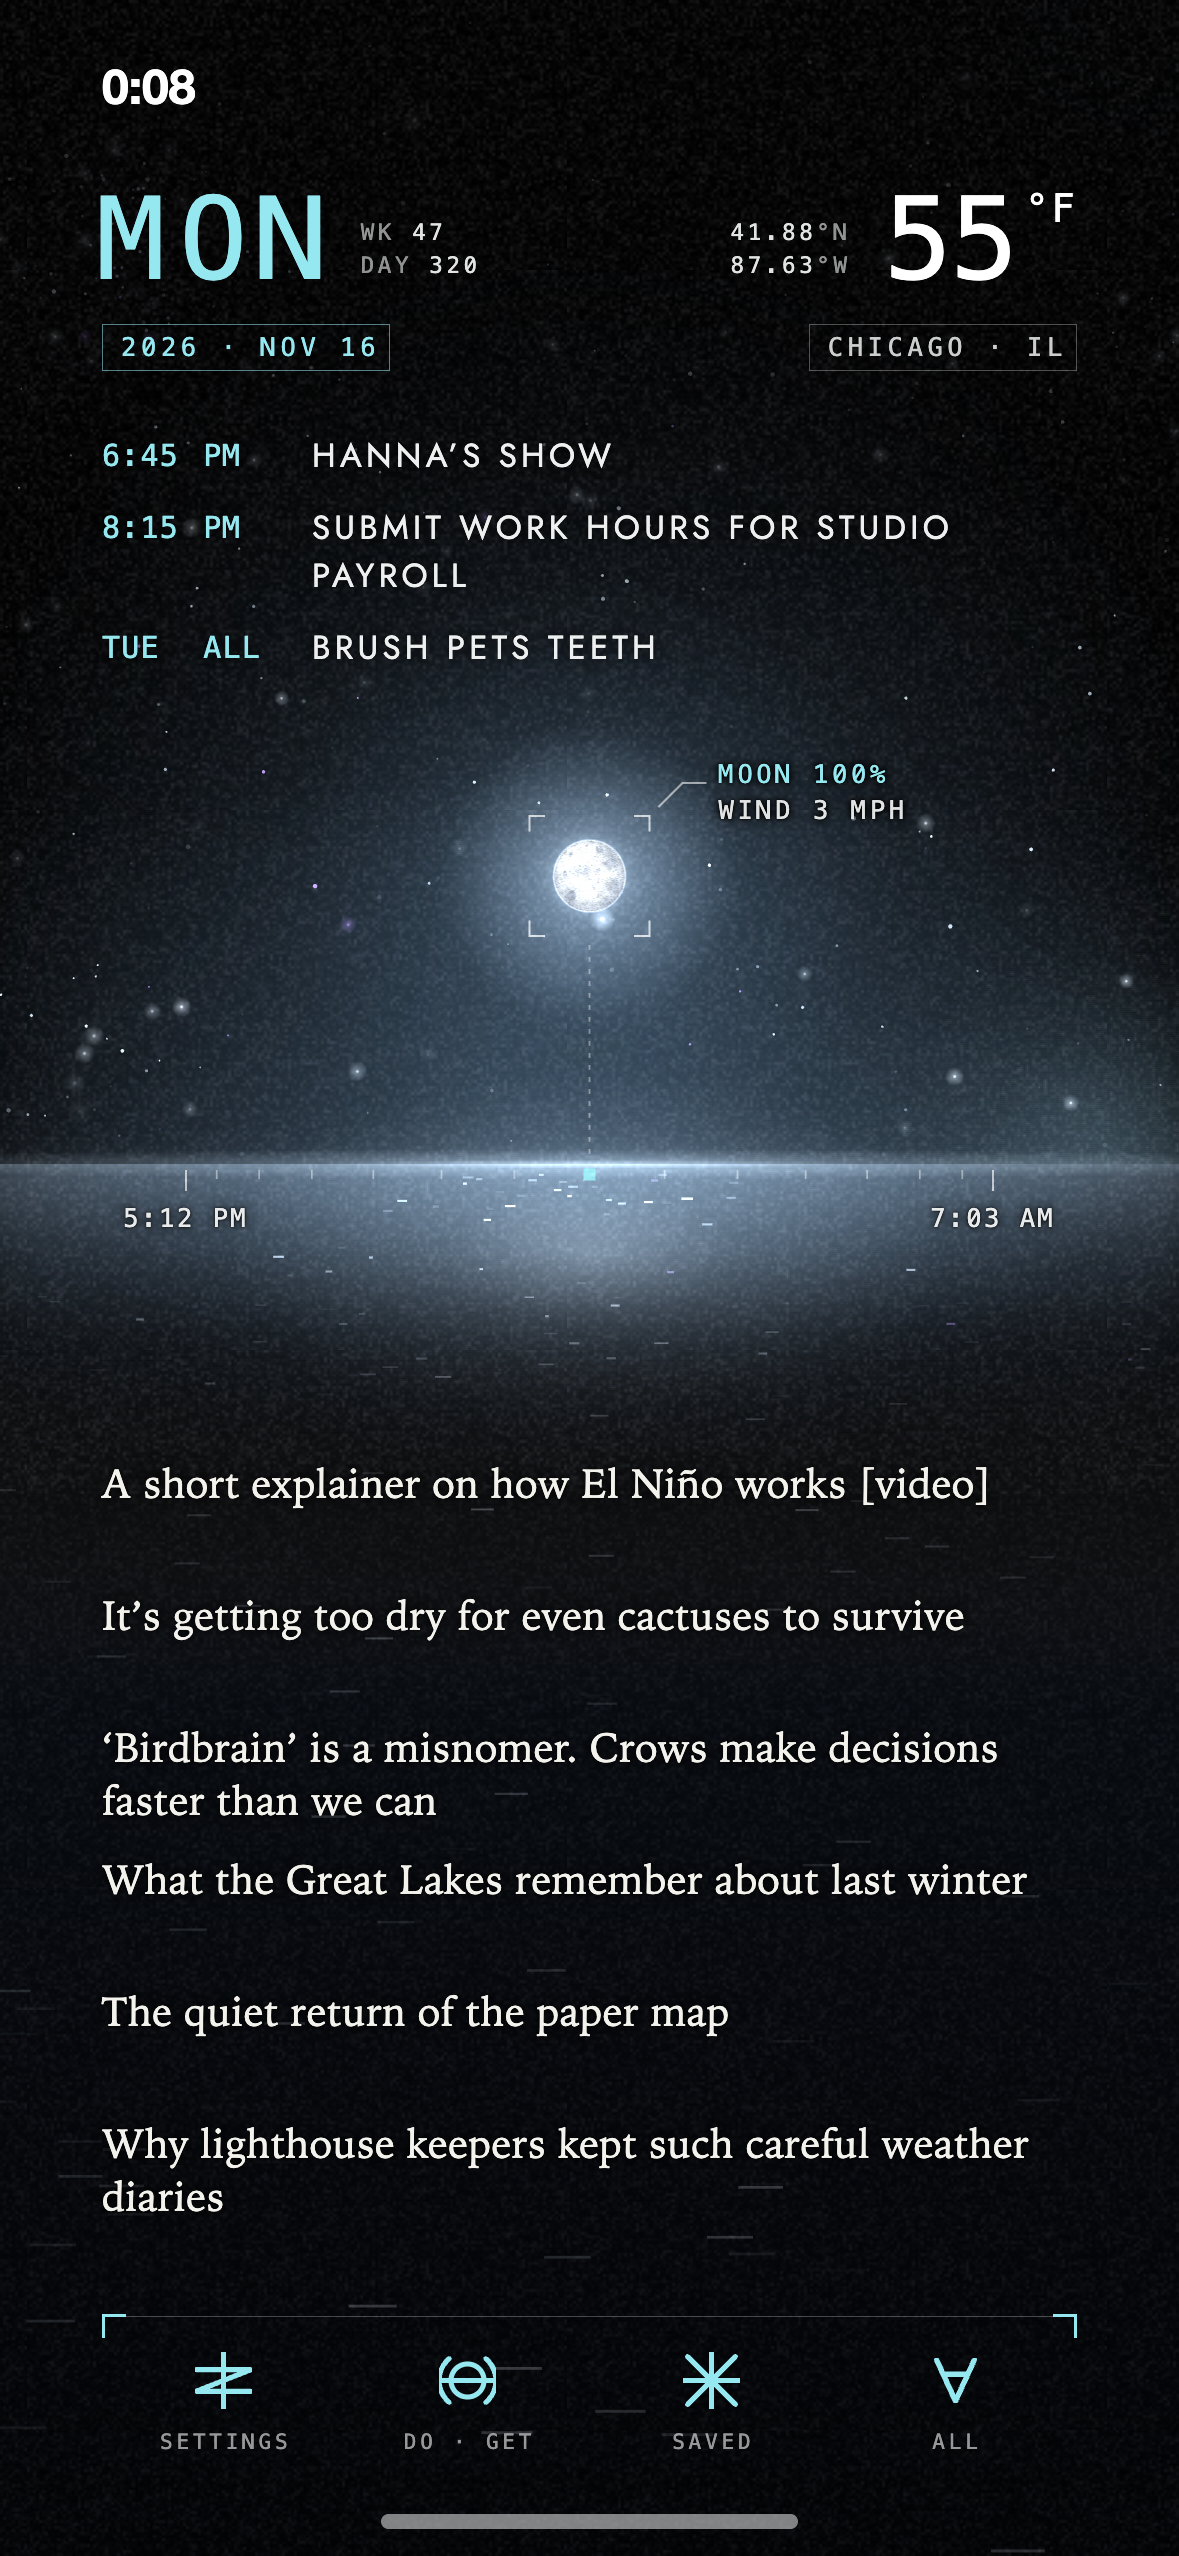 0:08
MON
WK 47
DAY 320
41.88°N
87.63°W
55°F
2026 · NOV 16
CHICAGO · IL
6:45 PM HANNA’S SHOW
8:15 PM SUBMIT WORK HOURS FOR STUDIO
PAYROLL
TUE ALL BRUSH PETS TEETH
MOON 100%
WIND 3 MPH
5:12 PM
7:03 AM
A short explainer on how El Niño works [video]
It’s getting too dry for even cactuses to survive
‘Birdbrain’ is a misnomer. Crows make decisions
faster than we can
What the Great Lakes remember about last winter
The quiet return of the paper map
Why lighthouse keepers kept such careful weather
diaries
SETTINGS
DO · GET
SAVED
ALL